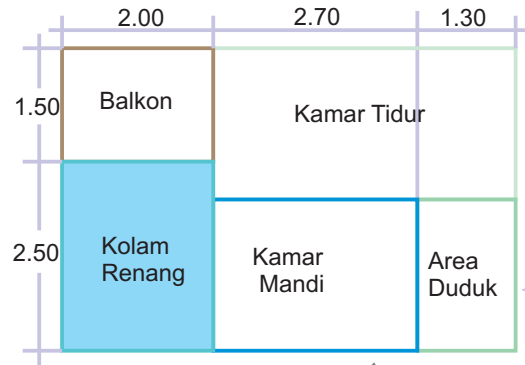 2.00 2.70 1.30
1.50
Balkon
Kamar Tidur
2.50
Kolam
Renang
Kamar
Mandi
Area
Duduk